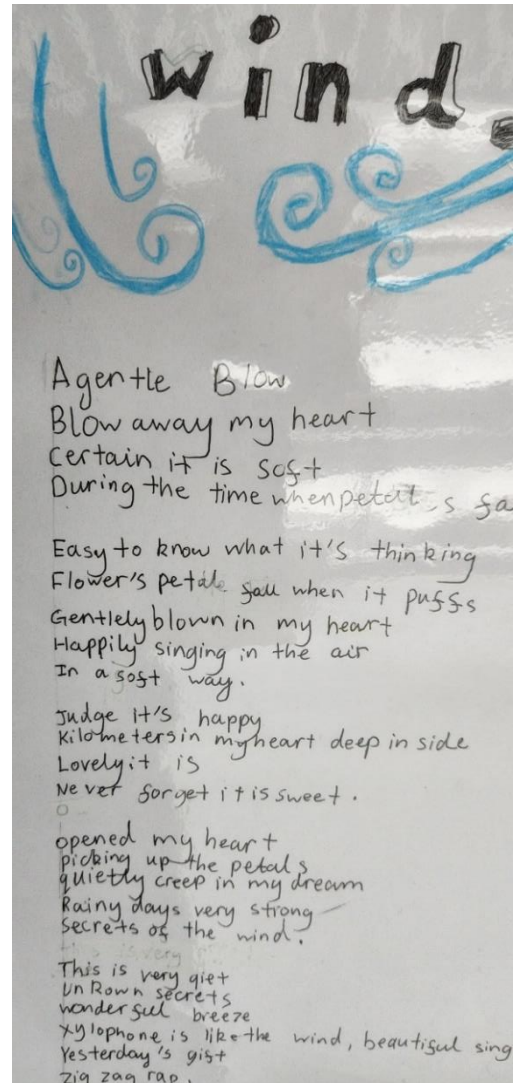 wind.
Agentle Blow
Blow away my heart
Certain it is soft
During the time when petal s fa
Easy to know what it's thinking
Flower's petals fall when it puffs
Gentlely blown in my heart
Happily singing in the air
In a soft way.
Judge it's happy
Kilometers in my heart deep in side
Lovely it is
Never forget it is sweet.
opened my heart
picking up the petals
quietly creep in my dream
Rainy days very strong
Secrets of the wind.
This is very qiet
Unknown secrets
wonderful breeze
Xylophone is like the wind, beautiful sing
Yesterday's gift
zig zag rap.